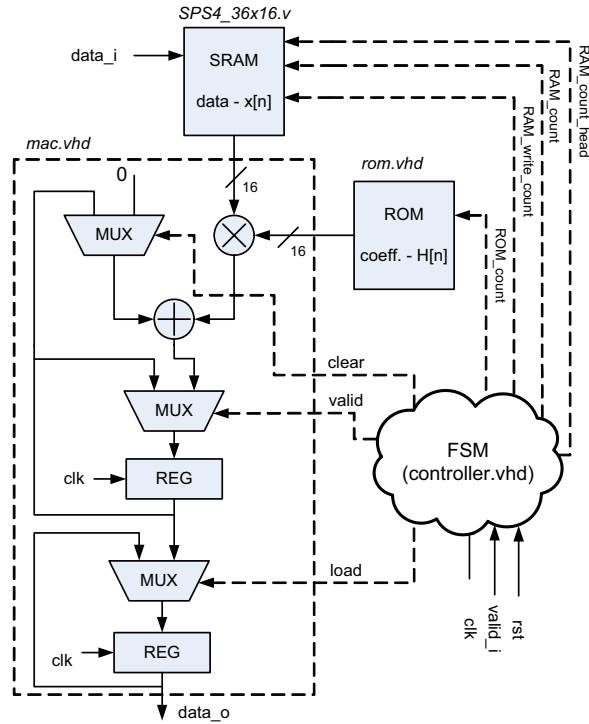 SPS4_36x16.v
data_i
SRAM
data - x[n]
RAM_count_head
RAM_count
RAM_write_count
ROM_count
mac.vhd
0
16
rom.vhd
MUX
16
ROM
coeff. - H[n]
clear
valid
MUX
FSM
(controller.vhd)
clk
REG
MUX
load
clk
valid_i
rst
clk
REG
data_o